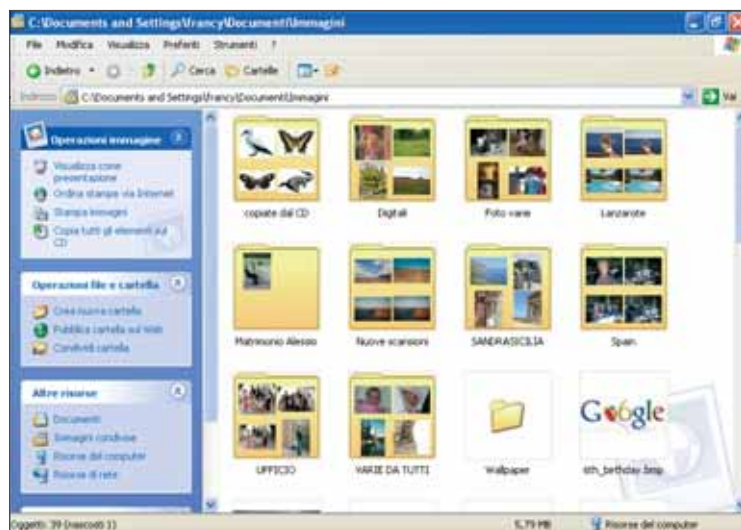 C:\Documents and Settings\francy\Documenti\Immagini
File Modifica Visualizza Preferiti Strumenti ?
Indietro Cerca Cartelle
Indirizzo C:\Documents and Settings\francy\Documenti\Immagini Vai
Operazioni immagine
Visualizza come
presentazione
Ordina stampe via Internet
Stampa immagini
Copia tutti gli elementi sul
CD
Operazioni file e cartella
Crea nuova cartella
Pubblica cartella sul Web
Condividi cartella
Altre risorse
Documenti
Immagini condivise
Risorse del computer
Risorse di rete
copiate dal CD
Digitali
Foto varie
Lanzarote
Matrimonio Alessio
Nuove scansioni
SANDRASICILIA
Spain
UFFICIO
VARIE DA TUTTI
Wallpaper
Go6gle
6th_birthday.bmp
Oggetti: 39 (nascosti 1) 5,79 MB Risorse del computer